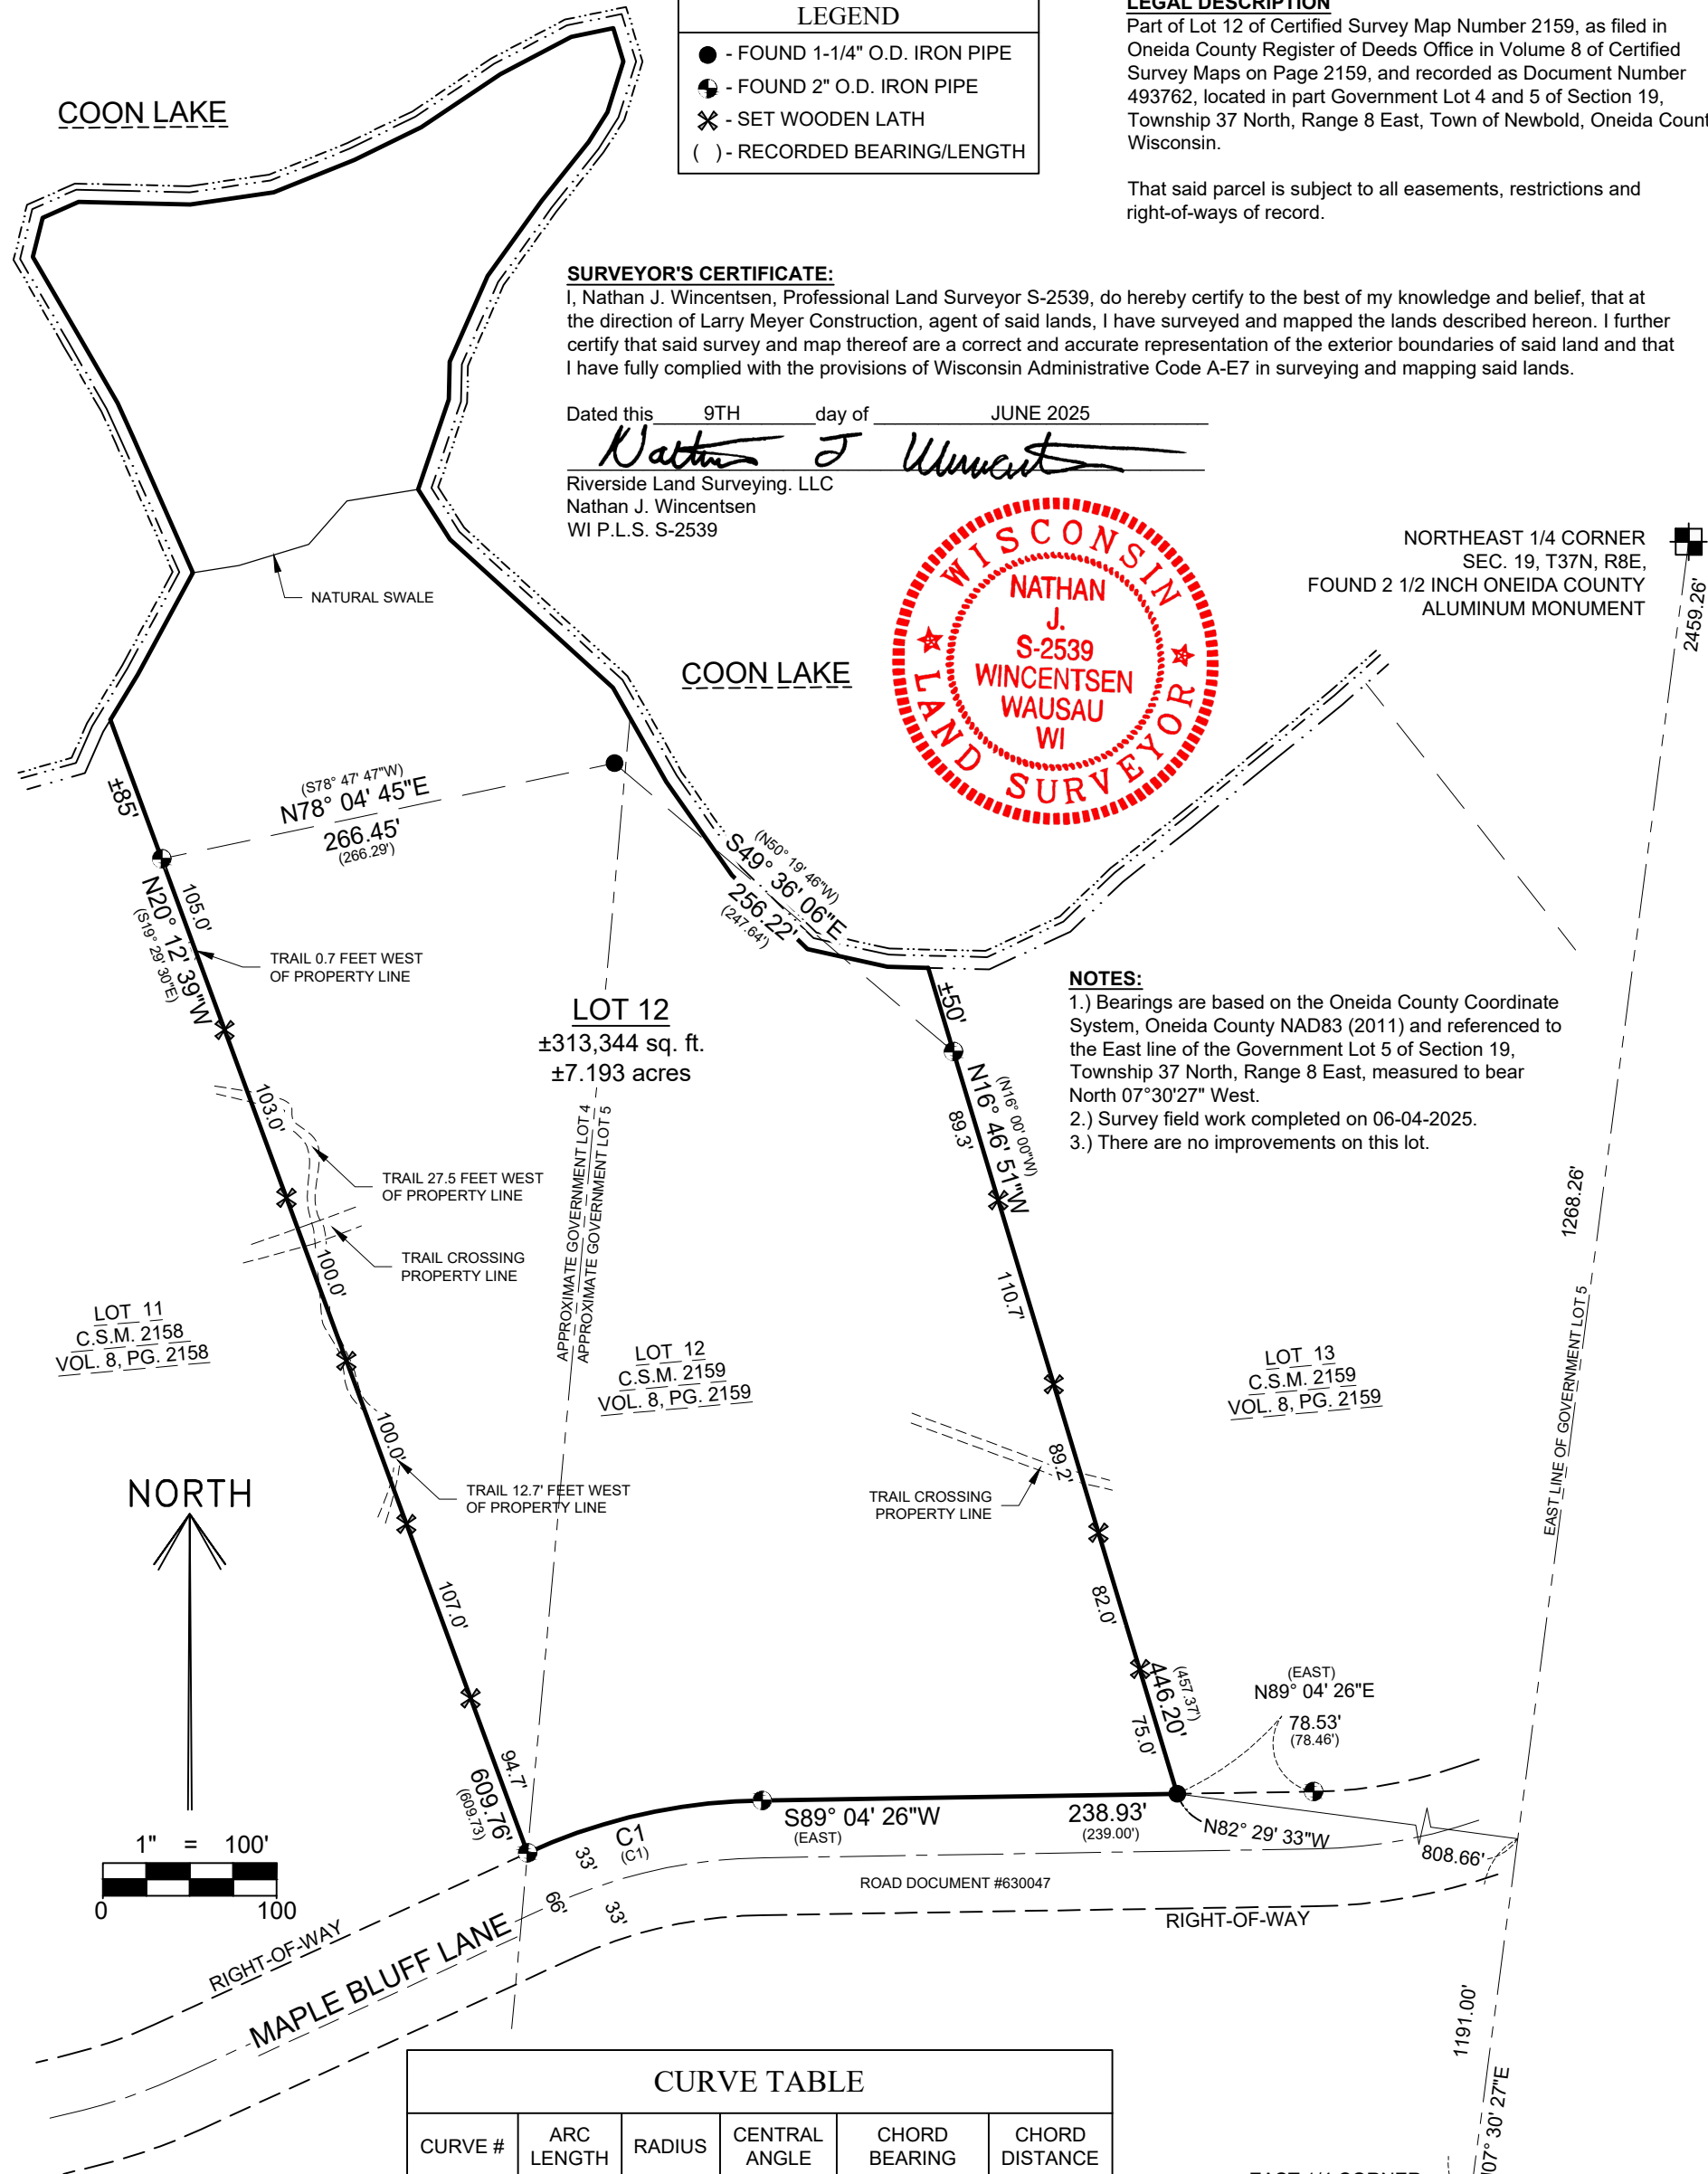 LEGEND
- FOUND 1-1/4" O.D. IRON PIPE
- FOUND 2" O.D. IRON PIPE
- SET WOODEN LATH
( ) - RECORDED BEARING/LENGTH
LEGAL DESCRIPTION
Part of Lot 12 of Certified Survey Map Number 2159, as filed in
Oneida County Register of Deeds Office in Volume 8 of Certified
Survey Maps on Page 2159, and recorded as Document Number
493762, located in part Government Lot 4 and 5 of Section 19,
Township 37 North, Range 8 East, Town of Newbold, Oneida Count
Wisconsin.
That said parcel is subject to all easements, restrictions and
right-of-ways of record.
COON LAKE
SURVEYOR'S CERTIFICATE:
I, Nathan J. Wincentsen, Professional Land Surveyor S-2539, do hereby certify to the best of my knowledge and belief, that at
the direction of Larry Meyer Construction, agent of said lands, I have surveyed and mapped the lands described hereon. I further
certify that said survey and map thereof are a correct and accurate representation of the exterior boundaries of said land and that
I have fully complied with the provisions of Wisconsin Administrative Code A-E7 in surveying and mapping said lands.
Dated this 9TH day of JUNE 2025
Riverside Land Surveying. LLC
Nathan J. Wincentsen
WI P.L.S. S-2539
WISCONSIN
NATHAN
J.
S-2539
WINCENTSEN
WAUSAU
WI
LAND SURVEYOR
NORTHEAST 1/4 CORNER
SEC. 19, T37N, R8E,
FOUND 2 1/2 INCH ONEIDA COUNTY
ALUMINUM MONUMENT
2459.26'
NATURAL SWALE
COON LAKE
±85'
(S78° 47' 47"W)
N78° 04' 45"E
266.45'
(266.29')
(N50° 19' 46"W)
S49° 36' 06"E
256.22'
(247.64')
105.0'
N20° 12' 39"W
(S19° 29' 30"E)
TRAIL 0.7 FEET WEST
OF PROPERTY LINE
LOT 12
±313,344 sq. ft.
±7.193 acres
±50'
(N16° 00' 00"W)
N16° 46' 51"W
89.3'
NOTES:
1.) Bearings are based on the Oneida County Coordinate
System, Oneida County NAD83 (2011) and referenced to
the East line of the Government Lot 5 of Section 19,
Township 37 North, Range 8 East, measured to bear
North 07°30'27" West.
2.) Survey field work completed on 06-04-2025.
3.) There are no improvements on this lot.
103.0'
TRAIL 27.5 FEET WEST
OF PROPERTY LINE
TRAIL CROSSING
PROPERTY LINE
100.0'
APPROXIMATE GOVERNMENT LOT 4
APPROXIMATE GOVERNMENT LOT 5
110.7'
1268.26'
LOT 11
C.S.M. 2158
VOL. 8, PG. 2158
LOT 12
C.S.M. 2159
VOL. 8, PG. 2159
LOT 13
C.S.M. 2159
VOL. 8, PG. 2159
EAST LINE OF GOVERNMENT LOT 5
100.0'
TRAIL 12.7' FEET WEST
OF PROPERTY LINE
89.2'
TRAIL CROSSING
PROPERTY LINE
NORTH
107.0'
82.0'
(457.37')
446.20'
75.0'
(EAST)
N89° 04' 26"E
78.53'
(78.46')
94.7'
609.76'
(609.73')
C1
(C1)
S89° 04' 26"W
(EAST)
238.93'
(239.00')
N82° 29' 33"W
808.66'
1" = 100'
0 100
33'
66'
33'
ROAD DOCUMENT #630047
RIGHT-OF-WAY
RIGHT-OF-WAY
MAPLE BLUFF LANE
1191.00'
07° 30' 27"E
CURVE TABLE
CURVE # ARC LENGTH RADIUS CENTRAL ANGLE CHORD BEARING CHORD DISTANCE